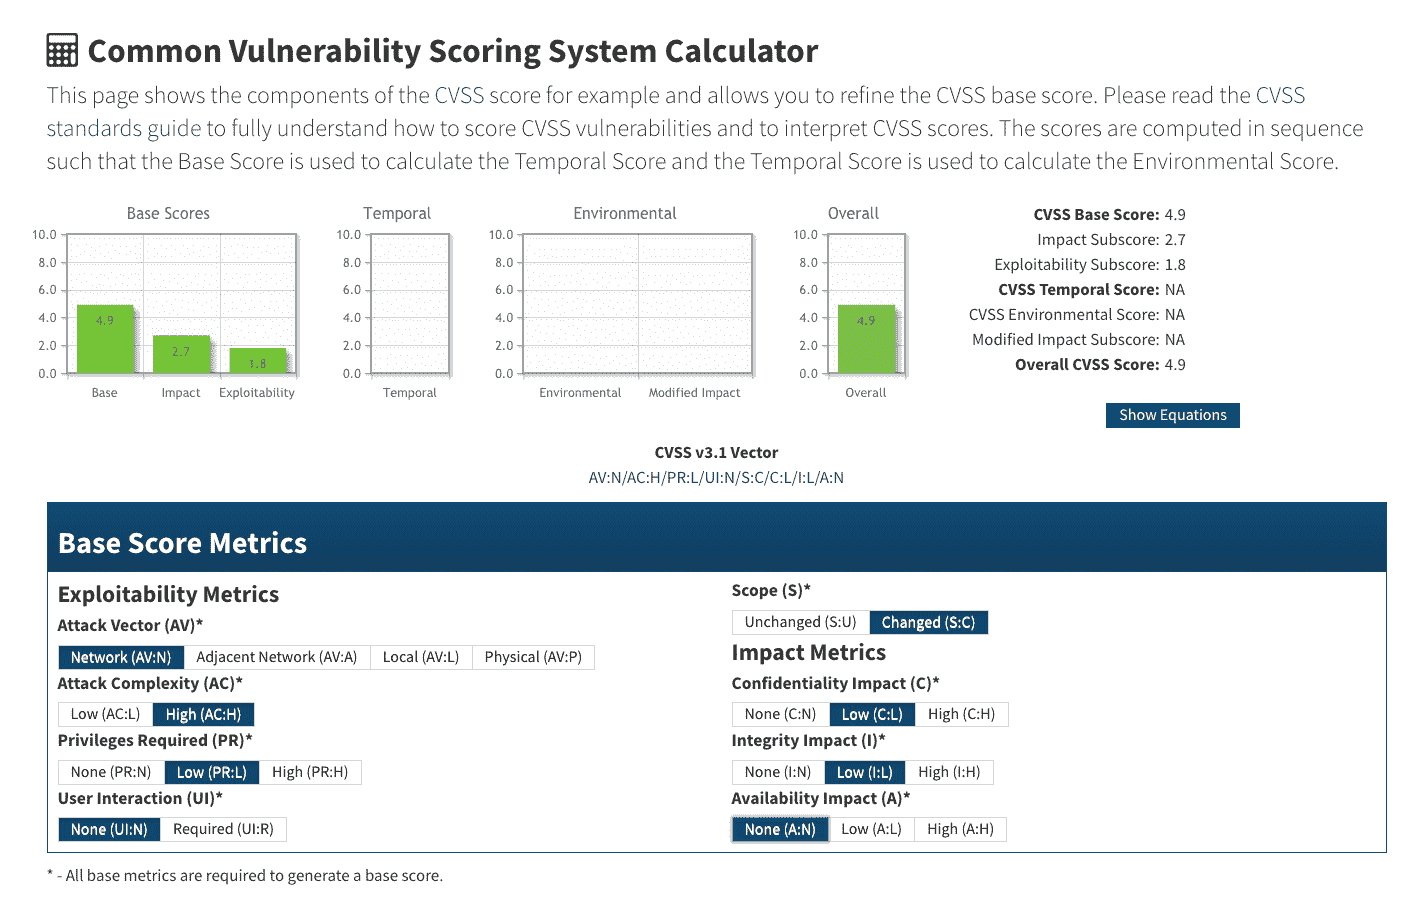 Common Vulnerability Scoring System Calculator
This page shows the components of the CVSS score for example and allows you to refine the CVSS base score. Please read the CVSS
standards guide to fully understand how to score CVSS vulnerabilities and to interpret CVSS scores. The scores are computed in sequence
such that the Base Score is used to calculate the Temporal Score and the Temporal Score is used to calculate the Environmental Score.
Base Scores
10.0
8.0
6.0
4.0
2.0
0.0
4.9
2.7
1.8
Base Impact Exploitability
Temporal
10.0
8.0
6.0
4.0
2.0
0.0
Temporal
Environmental
10.0
8.0
6.0
4.0
2.0
0.0
Environmental Modified Impact
Overall
10.0
8.0
6.0
4.0
2.0
0.0
4.9
Overall
CVSS Base Score: 4.9
Impact Subscore: 2.7
Exploitability Subscore: 1.8
CVSS Temporal Score: NA
CVSS Environmental Score: NA
Modified Impact Subscore: NA
Overall CVSS Score: 4.9
Show Equations
CVSS v3.1 Vector
AV:N/AC:H/PR:L/UI:N/S:C/C:L/I:L/A:N
Base Score Metrics
Exploitability Metrics
Attack Vector (AV)*
Network (AV:N) Adjacent Network (AV:A) Local (AV:L) Physical (AV:P)
Attack Complexity (AC)*
Low (AC:L) High (AC:H)
Privileges Required (PR)*
None (PR:N) Low (PR:L) High (PR:H)
User Interaction (UI)*
None (UI:N) Required (UI:R)
Scope (S)*
Unchanged (S:U) Changed (S:C)
Impact Metrics
Confidentiality Impact (C)*
None (C:N) Low (C:L) High (C:H)
Integrity Impact (I)*
None (I:N) Low (I:L) High (I:H)
Availability Impact (A)*
None (A:N) Low (A:L) High (A:H)
* - All base metrics are required to generate a base score.